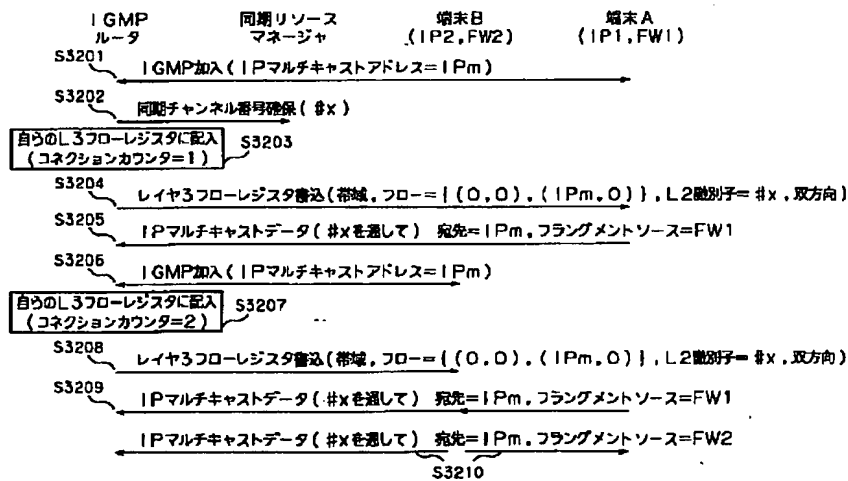 IGMP
ルータ
同期リソース
マネージャ
端末B
(IP2,FW2)
端末A
(IP1,FW1)
S3201
IGMP加入(IPマルチキャストアドレス=IPm)
S3202
同期チャンネル番号確保(#x)
自らのL3フローレジスタに記入
(コネクションカウンタ=1)
S3203
S3204
レイヤ3フローレジスタ書込(帯域,フロー={(0,0),(IPm,0)},L2識別子=#x,双方向)
S3205
IPマルチキャストデータ(#xを通して) 宛先=IPm,フラングメントソース=FW1
S3206
IGMP加入(IPマルチキャストアドレス=IPm)
自らのL3フローレジスタに記入
(コネクションカウンタ=2)
S3207
S3208
レイヤ3フローレジスタ書込(帯域,フロー={(0,0),(IPm,0)},L2識別子=#x,双方向)
S3209
IPマルチキャストデータ(#xを通して) 宛先=IPm,フラングメントソース=FW1
IPマルチキャストデータ(#xを通して) 宛先=IPm,フラングメントソース=FW2
S3210